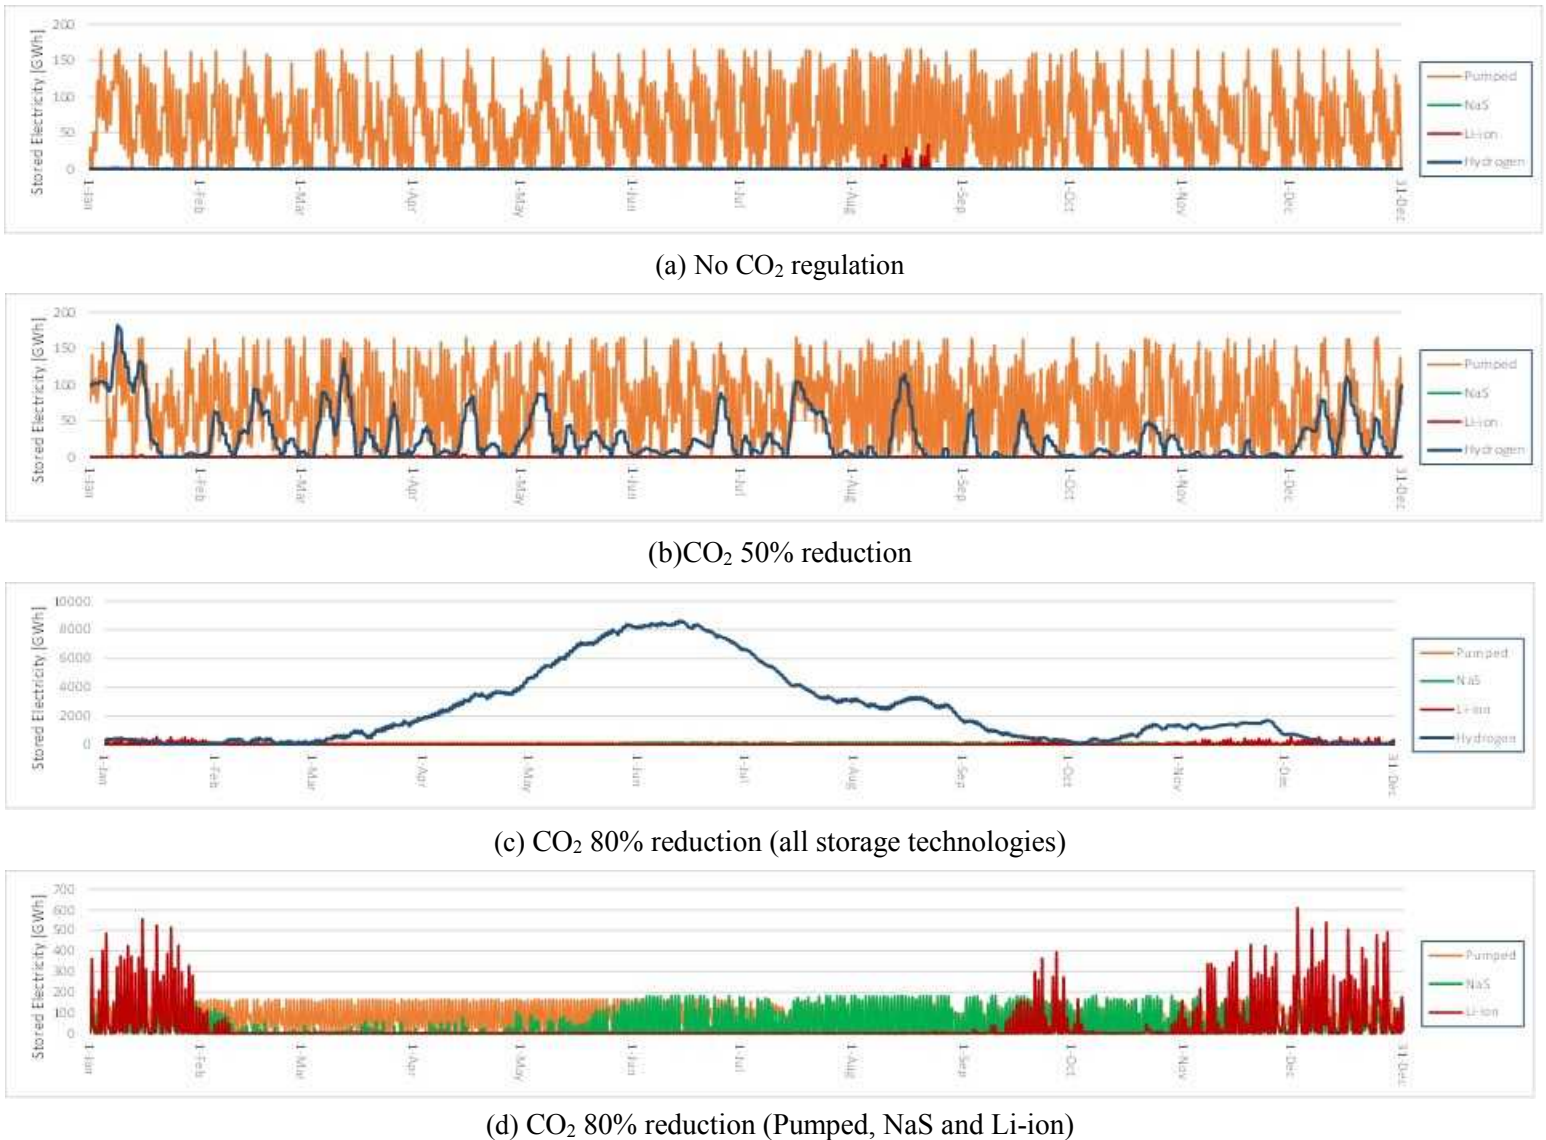 Stored Electricity [GWh]
200
150
100
50
0
1-Jan
1-Feb
1-Mar
1-Apr
1-May
1-Jun
1-Jul
1-Aug
1-Sep
1-Oct
1-Nov
1-Dec
31-Dec
Pumped
NaS
Li-ion
Hydrogen
(a) No CO2 regulation
Stored Electricity [GWh]
200
150
100
50
0
1-Jan
1-Feb
1-Mar
1-Apr
1-May
1-Jun
1-Jul
1-Aug
1-Sep
1-Oct
1-Nov
1-Dec
31-Dec
Pumped
NaS
Li-ion
Hydrogen
(b)CO2 50% reduction
Stored Electricity [GWh]
10000
8000
6000
4000
2000
0
1-Jan
1-Feb
1-Mar
1-Apr
1-May
1-Jun
1-Jul
1-Aug
1-Sep
1-Oct
1-Nov
1-Dec
31-Dec
Pumped
NaS
Li-ion
Hydrogen
(c) CO2 80% reduction (all storage technologies)
Stored Electricity [GWh]
700
600
500
400
300
200
100
0
1-Jan
1-Feb
1-Mar
1-Apr
1-May
1-Jun
1-Jul
1-Aug
1-Sep
1-Oct
1-Nov
1-Dec
31-Dec
Pumped
NaS
Li-ion
(d) CO2 80% reduction (Pumped, NaS and Li-ion)